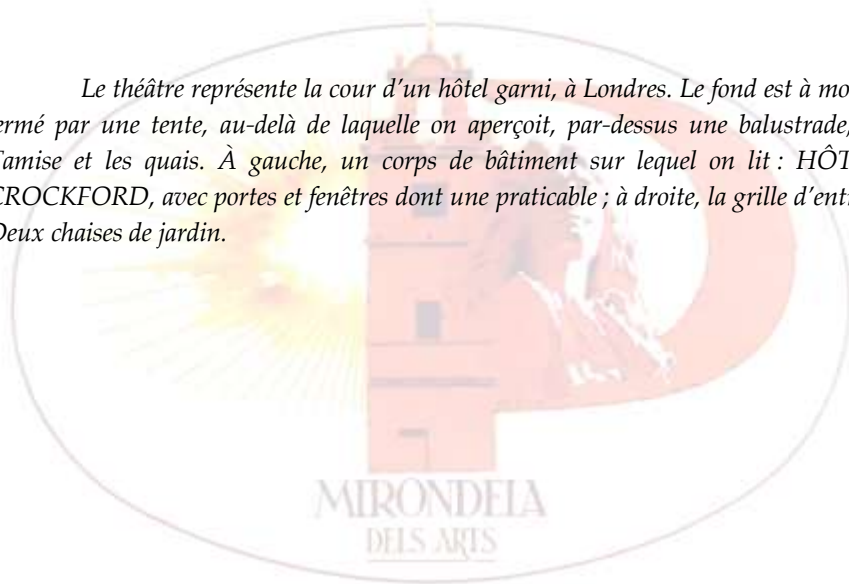 Le théâtre représente la cour d'un hôtel garni, à Londres. Le fond est à mo
ermé par une tente, au-delà de laquelle on aperçoit, par-dessus une balustrade,
Tamise et les quais. À gauche, un corps de bâtiment sur lequel on lit : HÔT
CROCKFORD, avec portes et fenêtres dont une praticable ; à droite, la grille d'ent
Deux chaises de jardin.
MIRONDELA
DELS ARTS